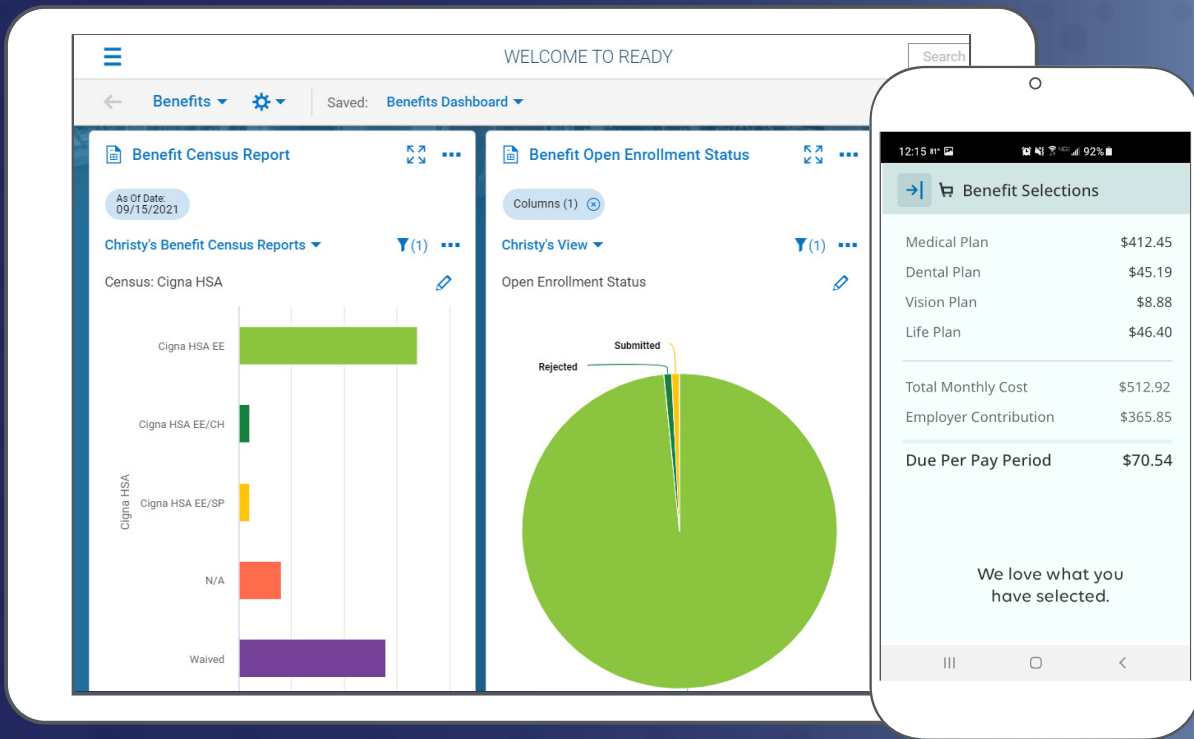 WELCOME TO READY
Search
Benefits
Saved: Benefits Dashboard
Benefit Census Report
As Of Date:
09/15/2021
Christy's Benefit Census Reports
(1)
Census: Cigna HSA
Cigna HSA
Cigna HSA EE
Cigna HSA EE/CH
Cigna HSA EE/SP
N/A
Waived
Benefit Open Enrollment Status
Columns (1)
Christy's View
(1)
Open Enrollment Status
Submitted
Rejected
12:15 81° 92%
Benefit Selections
Medical Plan $412.45
Dental Plan $45.19
Vision Plan $8.88
Life Plan $46.40
Total Monthly Cost $512.92
Employer Contribution $365.85
Due Per Pay Period $70.54
We love what you
have selected.